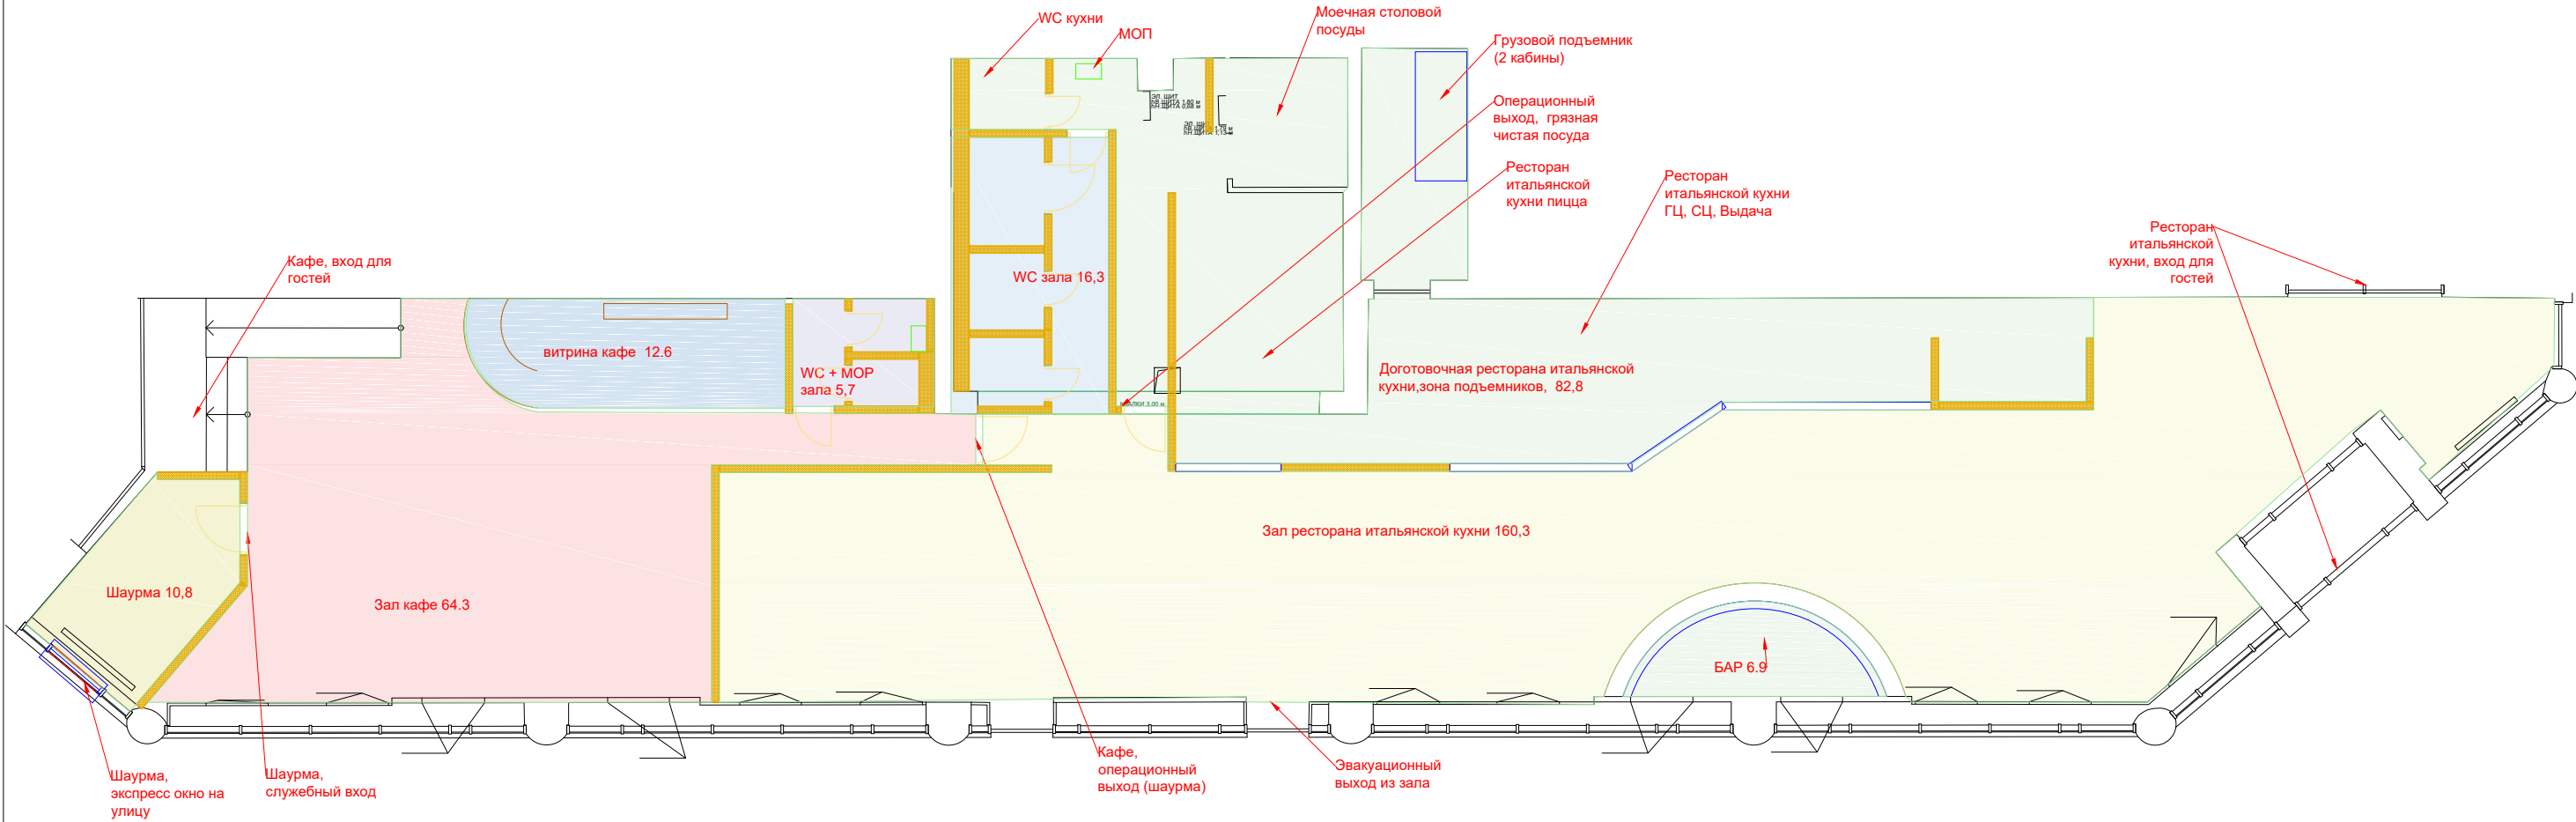 WC кухни
МОП
Моечная столовой
посуды
Грузовой подъемник
(2 кабины)
Операционный
выход, грязная
чистая посуда
Ресторан
итальянской
кухни пицца
Ресторан
итальянской кухни
ГЦ, СЦ, Выдача
Ресторан
итальянской
кухни, вход для
гостей
ЭЛ. ЩИТ
ЭЛ. ЩИТ
Кафе, вход для
гостей
WC зала 16,3
витрина кафе 12.6
WC + МОР
зала 5,7
Доготовочная ресторана итальянской
кухни,зона подъемников, 82,8
Зал ресторана итальянской кухни 160,3
Шаурма 10,8
Зал кафе 64.3
БАР 6.9
Шаурма,
экспресс окно на
улицу
Шаурма,
служебный вход
Кафе,
операционный
выход (шаурма)
Эвакуационный
выход из зала